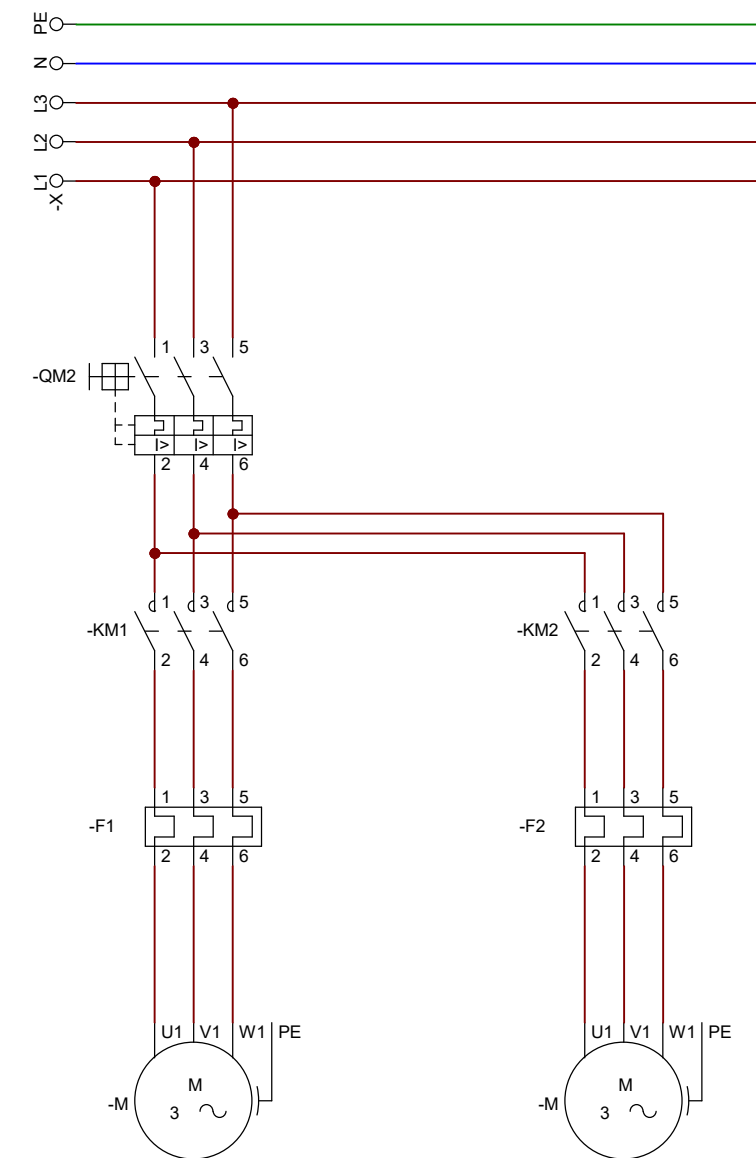 PE
N
L3
L2
L1
-X
1 3 5
-QM2
I> I> I>
2 4 6
1 3 5 1 3 5
-KM1 -KM2
2 4 6 2 4 6
1 3 5 1 3 5
-F1 -F2
2 4 6 2 4 6
U1 V1 W1 PE U1 V1 W1 PE
M M
-M 3 -M 3